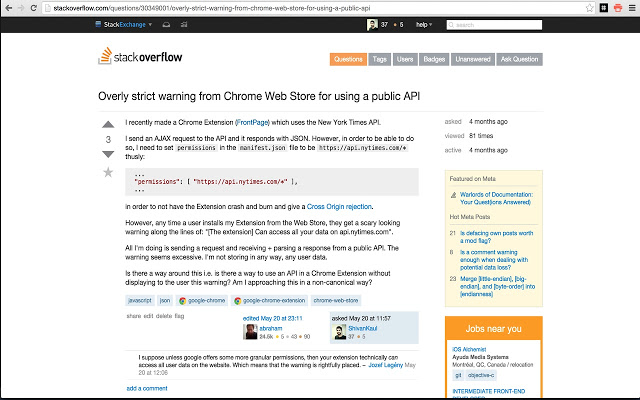 stackoverflow.com/questions/30349001/overly-strict-warning-from-chrome-web-store-for-using-a-public-api
StackExchange
37 5 help search
stackoverflow
Questions Tags Users Badges Unanswered Ask Question
Overly strict warning from Chrome Web Store for using a public API
I recently made a Chrome Extension (FrontPage) which uses the New York Times API.
3
I send an AJAX request to the API and it responds with JSON. However, in order to be able to do
so, I need to set permissions in the manifest.json file to be https://api.nytimes.com/*
thusly:
...
"permissions": [ "https://api.nytimes.com/*" ],
...
in order to not have the Extension crash and burn and give a Cross Origin rejection.
However, any time a user installs my Extension from the Web Store, they get a scary looking
warning along the lines of: "[The extension] Can access all your data on api.nytimes.com".
All I'm doing is sending a request and receiving + parsing a response from a public API. The
warning seems excessive. I'm not storing in any way, any user data.
Is there a way around this i.e. is there a way to use an API in a Chrome Extension without
displaying to the user this warning? Am I approaching this in a non-canonical way?
javascript json google-chrome google-chrome-extension chrome-web-store
share edit delete flag
edited May 20 at 23:11
abraham
24.5k 5 43 90
asked May 20 at 11:57
ShivanKaul
37 5
I suppose unless google offers some more granular permissions, then your extension technically can
access all user data on the website. Which means that the warning is rightfully placed. – Jozef Legény May
20 at 12:06
add a comment
asked 4 months ago
viewed 81 times
active 4 months ago
Featured on Meta
Warlords of Documentation:
Your Quest(ions Answered)
Hot Meta Posts
21 Is defacing own posts worth
a mod flag?
8 Is a comment warning
enough when dealing with
potential data loss?
23 Merge [little-endian], [big-
endian], and [byte-order] into
[endianness]
Jobs near you
iOS Alchemist
Ayuda Media Systems
Montréal, QC, Canada / relocation
git objective-c
INTERMEDIATE FRONT-END